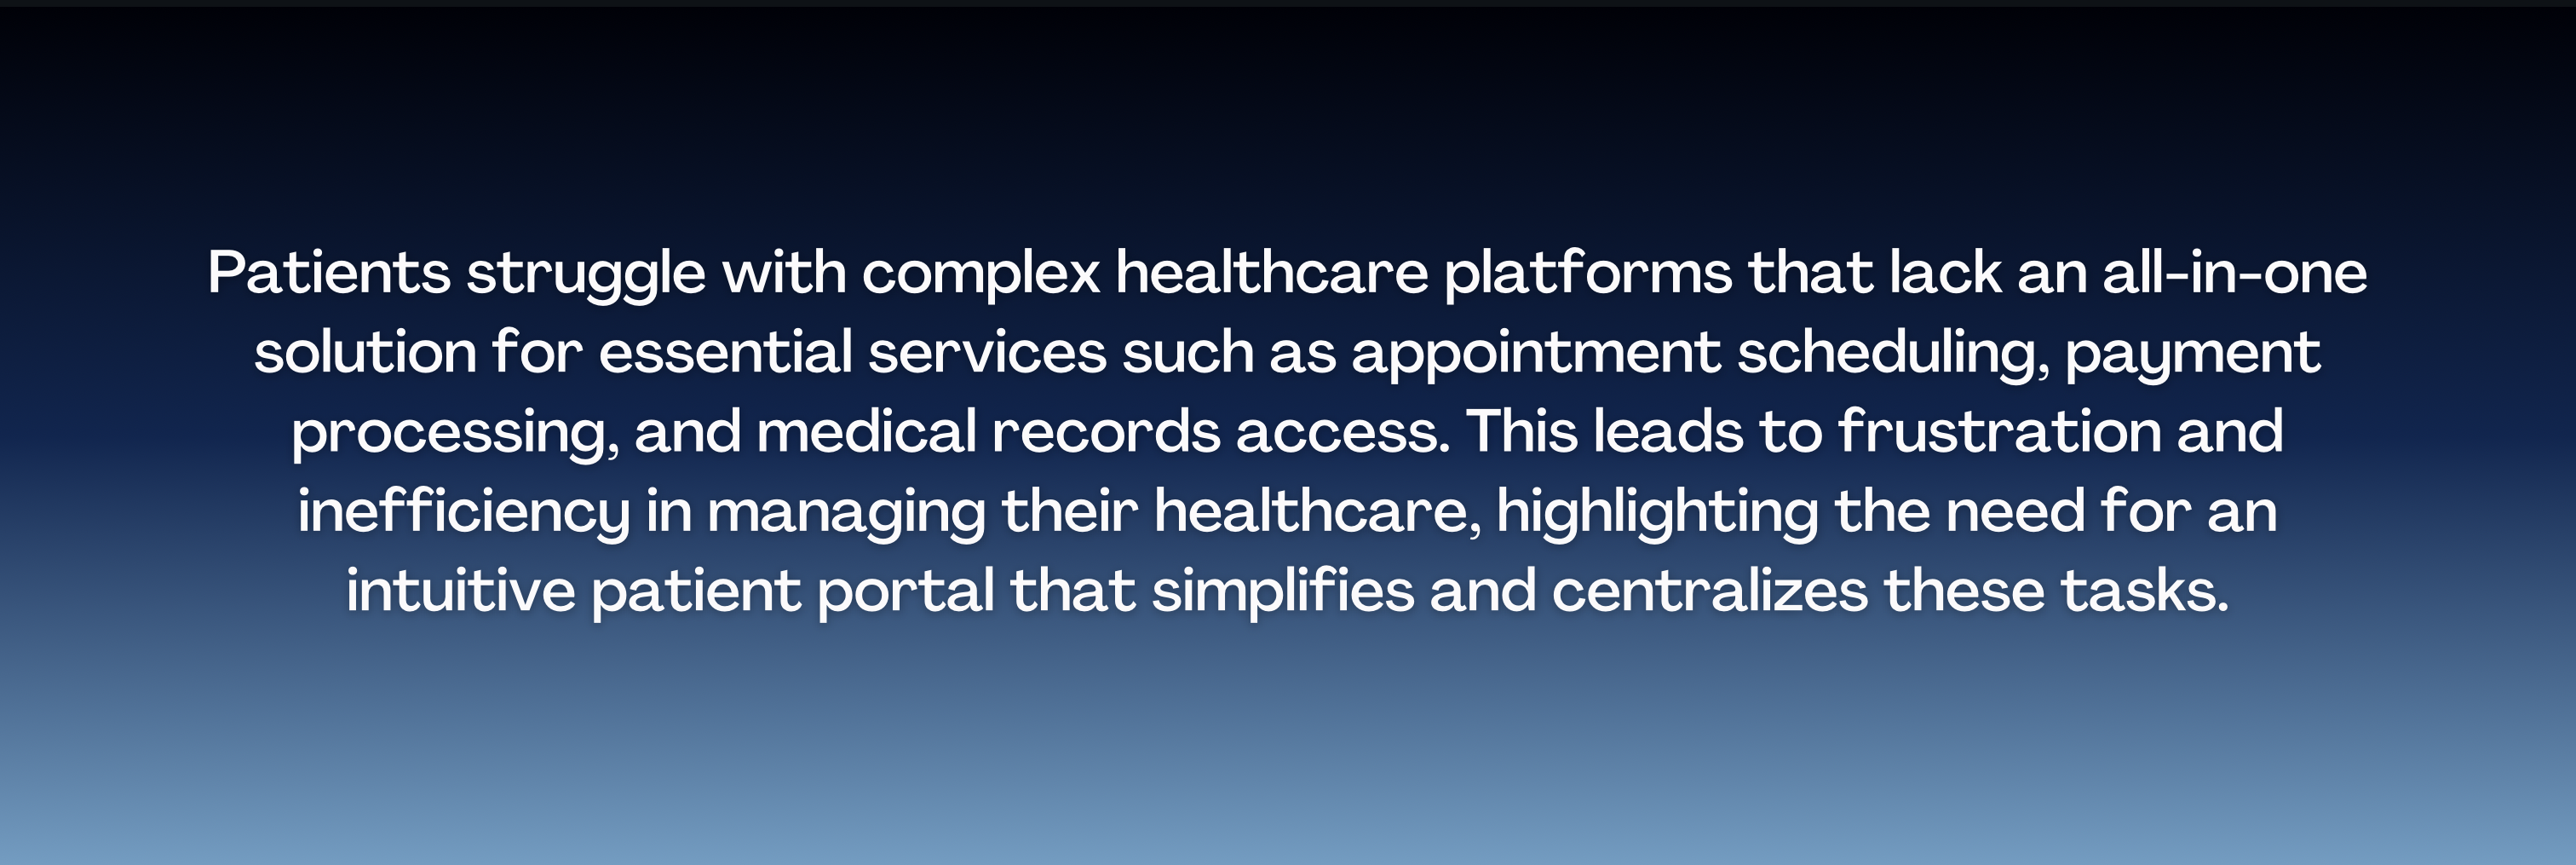 Patients struggle with complex healthcare platforms that lack an all-in-one
solution for essential services such as appointment scheduling, payment
processing, and medical records access. This leads to frustration and
inefficiency in managing their healthcare, highlighting the need for an
intuitive patient portal that simplifies and centralizes these tasks.